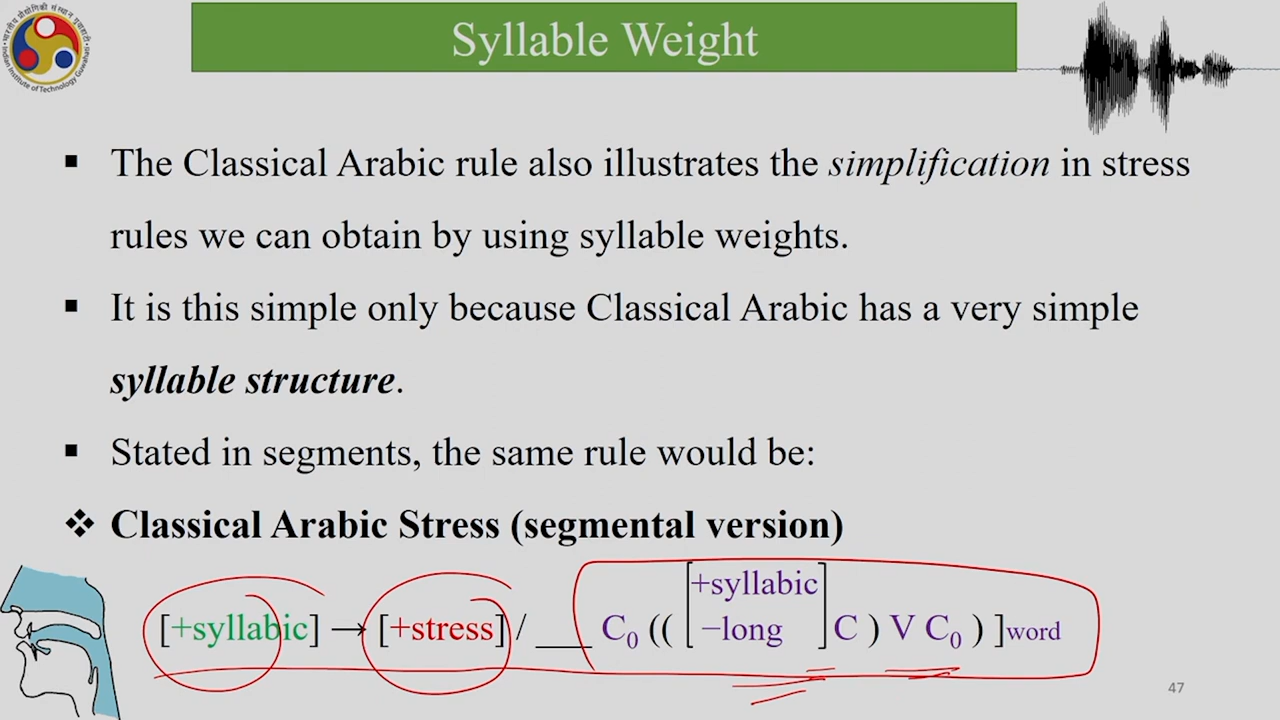 Syllable Weight
▪ The Classical Arabic rule also illustrates the simplification in stress
rules we can obtain by using syllable weights.
▪ It is this simple only because Classical Arabic has a very simple
syllable structure.
▪ Stated in segments, the same rule would be:
❖ Classical Arabic Stress (segmental version)
[+syllabic] → [+stress] / ___ C₀ (([+syllabic −long] C ) V C₀ ) ]word
47